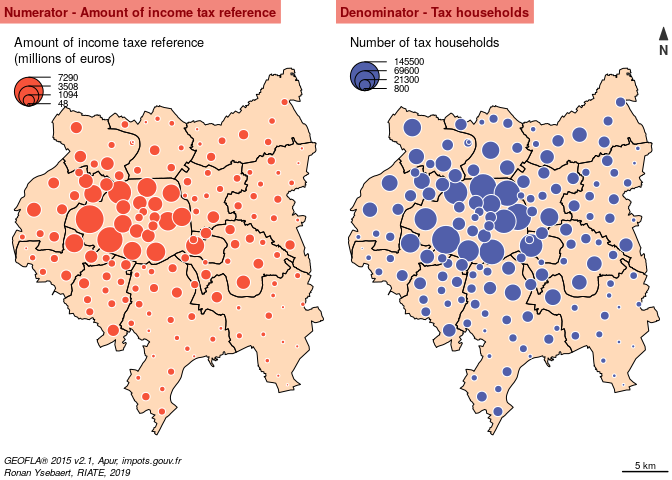 Numerator - Amount of income tax reference
Denominator - Tax households
Amount of income taxe reference
(millions of euros)
7290
3508
1094
48
Number of tax households
145500
69600
21300
800
N
GEOFLA® 2015 v2.1, Apur, impots.gouv.fr
Ronan Ysebaert, RIATE, 2019
5 km